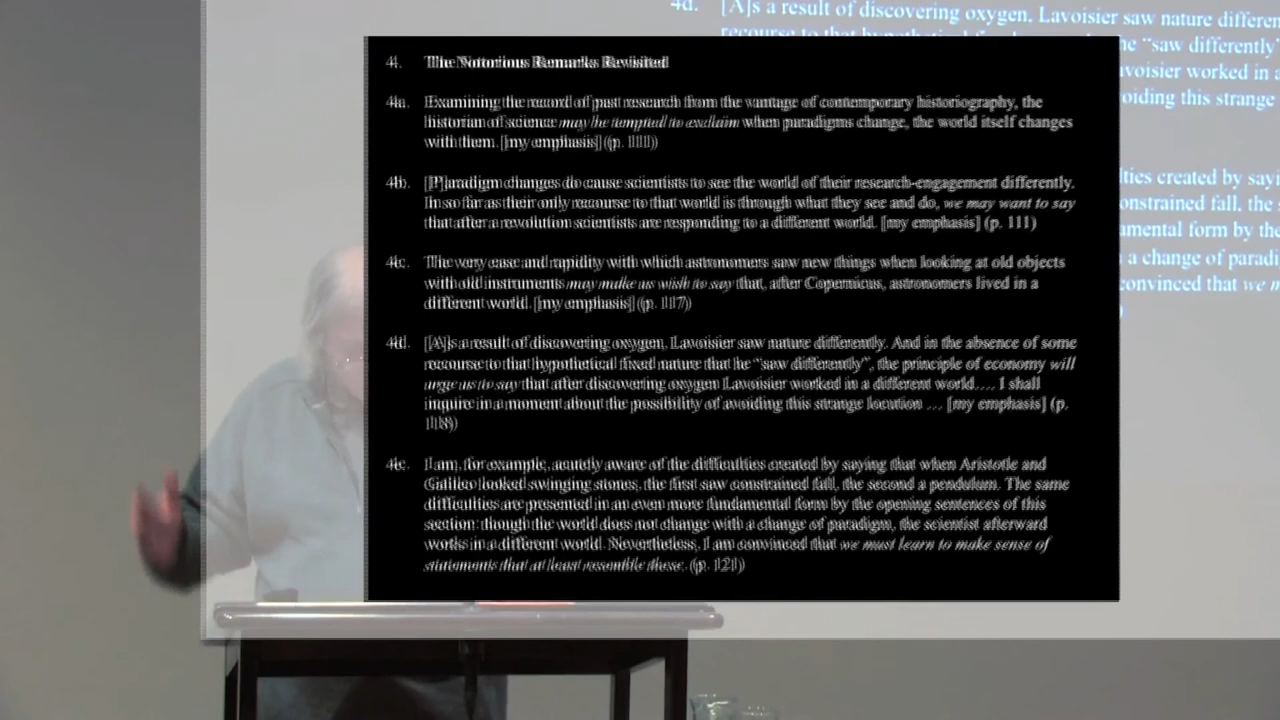 4d. [A]s a result of discovering oxygen, Lavoisier saw nature
recourse to that
he “saw differently”
Lavoisier worked in a
avoiding this strange
4. The Notorious Remarks Revisited
4a. Examining the record of past research from the vantage of contemporary historiography, the
historian of science may be tempted to exclaim when paradigms change, the world itself changes
with them. [my emphasis] (p. 111)
4b. [P]aradigm changes do cause scientists to see the world of their research-engagement differently.
In so far as their only recourse to that world is through what they see and do, we may want to say
that after a revolution scientists are responding to a different world. [my emphasis] (p. 111)
4c. The very ease and rapidity with which astronomers saw new things when looking at old objects
with old instruments may make us wish to say that, after Copernicus, astronomers lived in a
different world. [my emphasis] (p. 117)
4d. [A]s a result of discovering oxygen, Lavoisier saw nature differently. And in the absence of some
recourse to that hypothetical fixed nature that he “saw differently”, the principle of economy will
urge us to say that after discovering oxygen Lavoisier worked in a different world…. I shall
inquire in a moment about the possibility of avoiding this strange locution … [my emphasis] (p.
118)
4e. I am, for example, acutely aware of the difficulties created by saying that when Aristotle and
Galileo looked swinging stones, the first saw constrained fall, the second a pendulum. The same
difficulties are presented in an even more fundamental form by the opening sentences of this
section: though the world does not change with a change of paradigm, the scientist afterward
works in a different world. Nevertheless, I am convinced that we must learn to make sense of
statements that at least resemble these. (p. 121)
created by
constrained fall, the
form by the
a change of
convinced that we